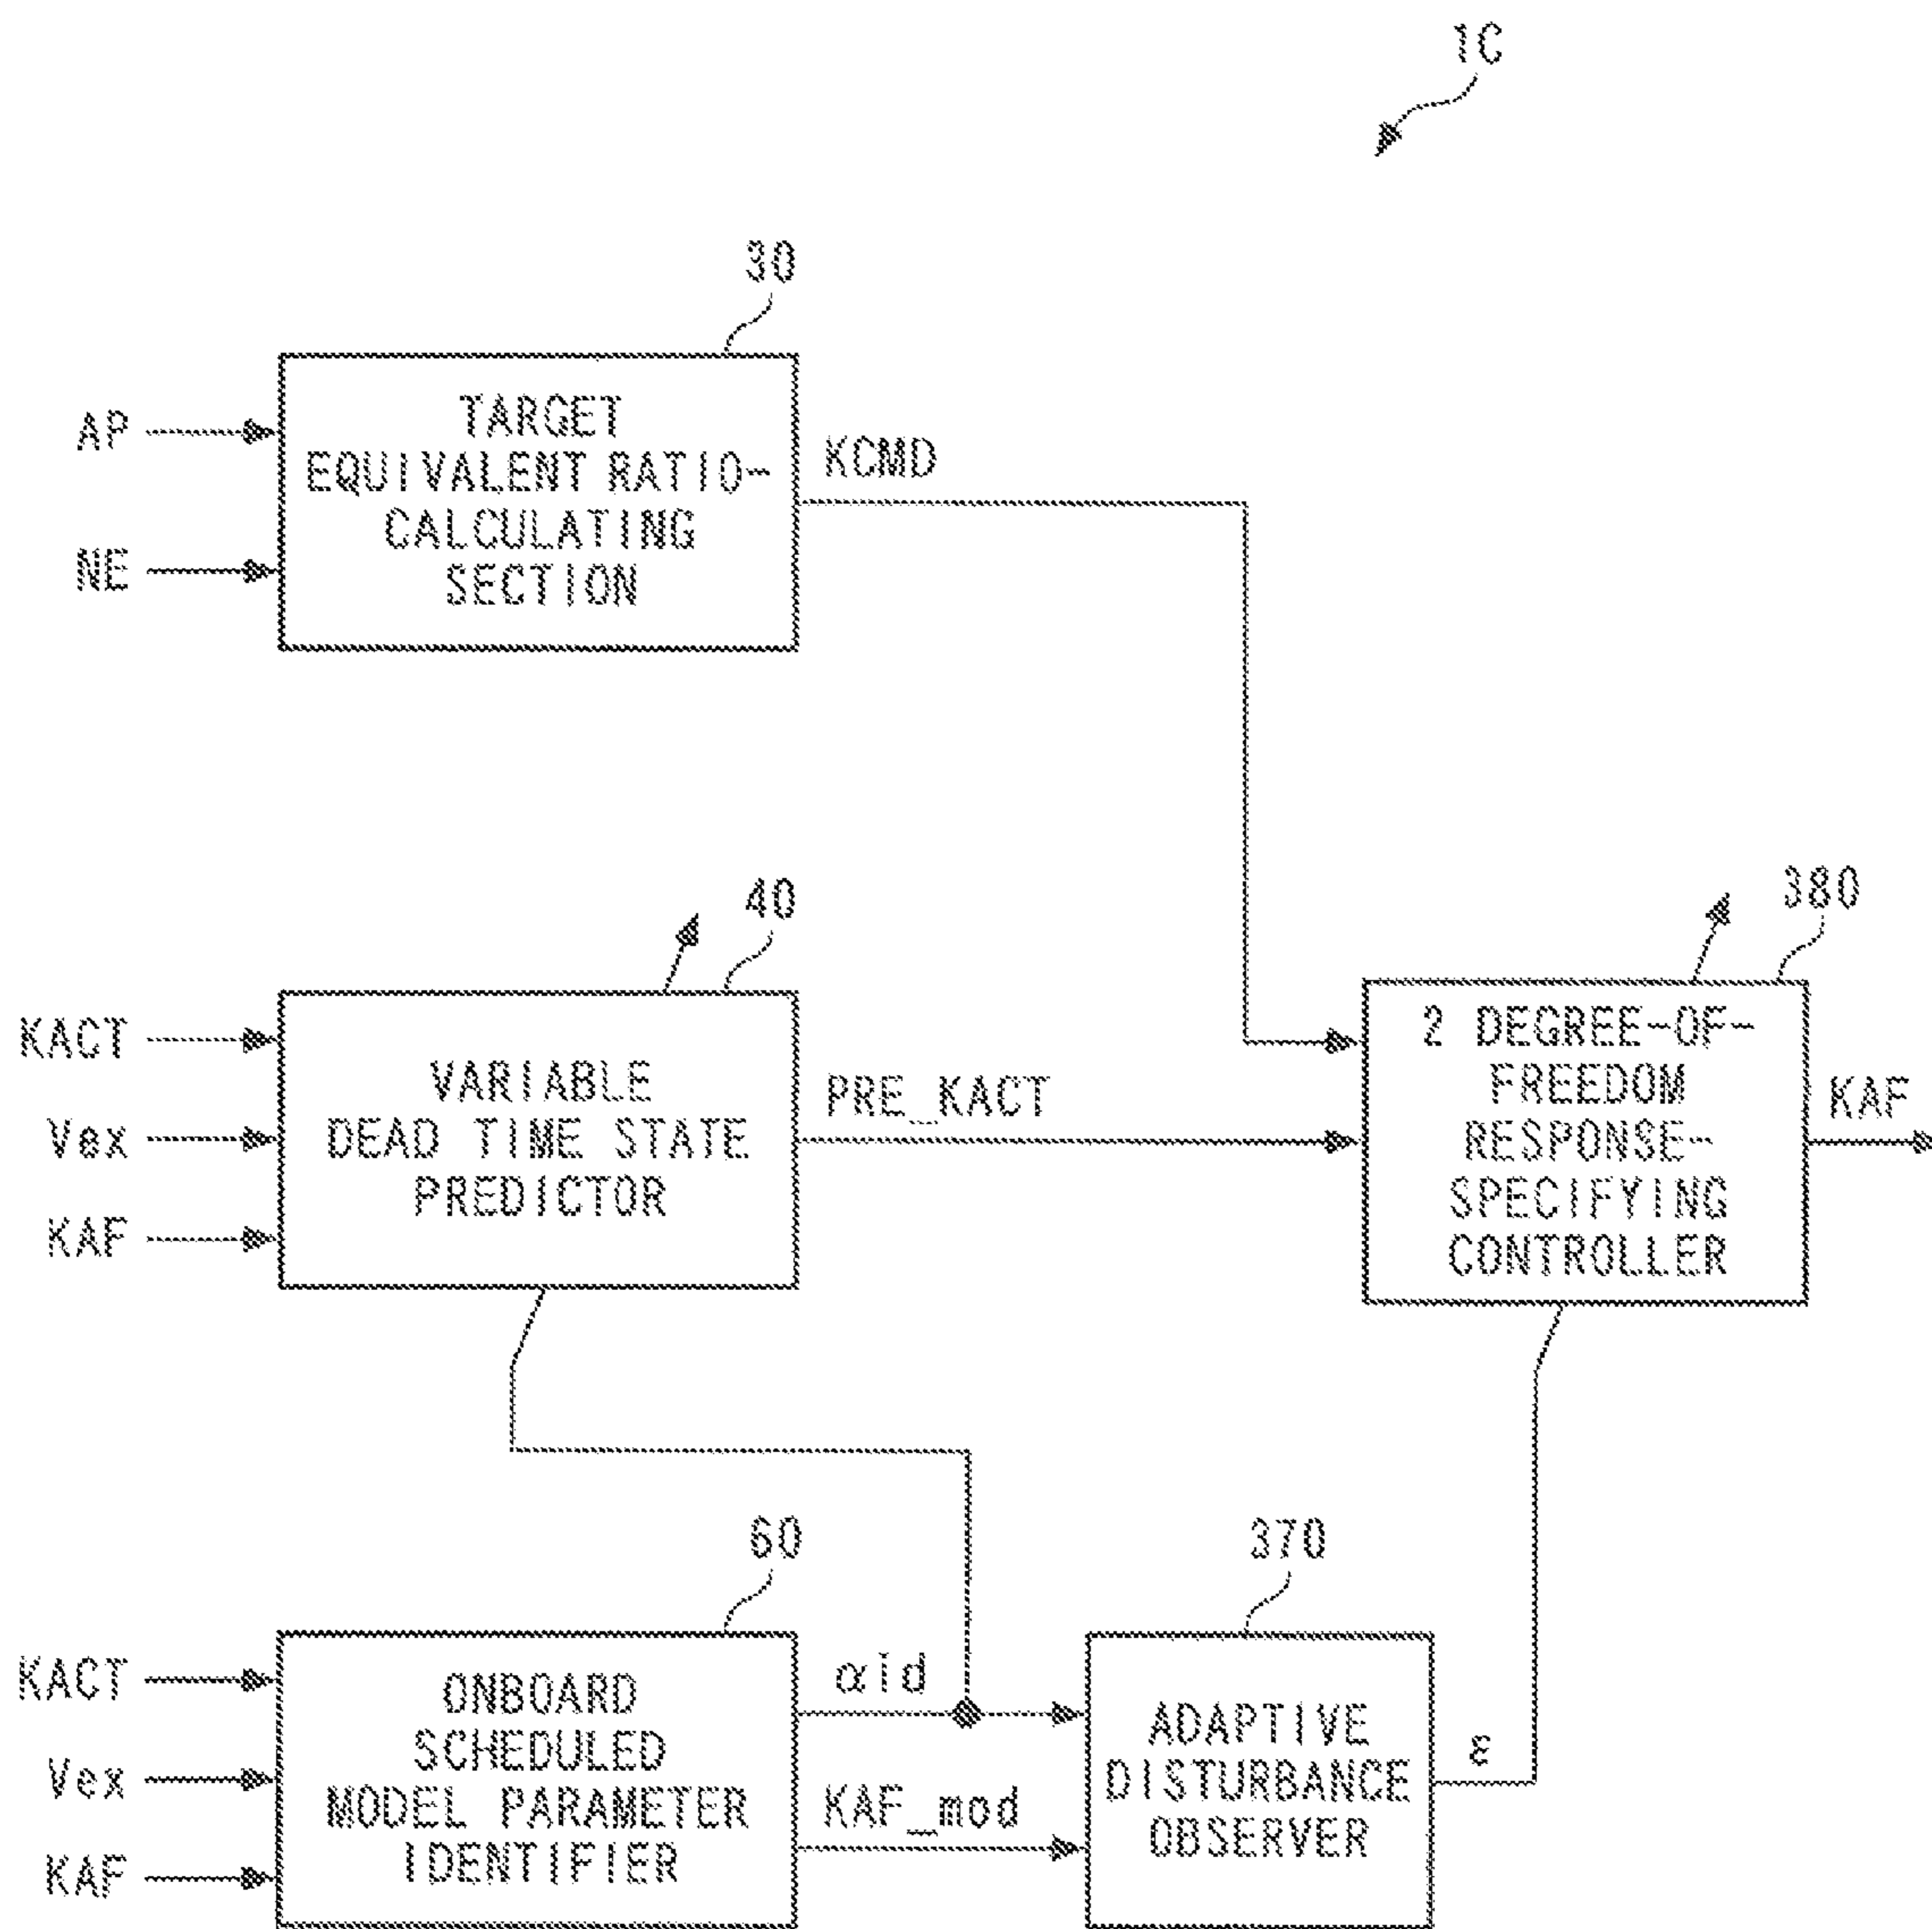 1C
30
AP
NE
TARGET
EQUIVALENT RATIO-
CALCULATING
SECTION
KCMD
40
KACT
Vex
KAF
VARIABLE
DEAD TIME STATE
PREDICTOR
PRE_KACT
380
2 DEGREE-OF-
FREEDOM
RESPONSE-
SPECIFYING
CONTROLLER
KAF
60
KACT
Vex
KAF
ONBOARD
SCHEDULED
MODEL PARAMETER
IDENTIFIER
αid
KAF_mod
370
ADAPTIVE
DISTURBANCE
OBSERVER
ε